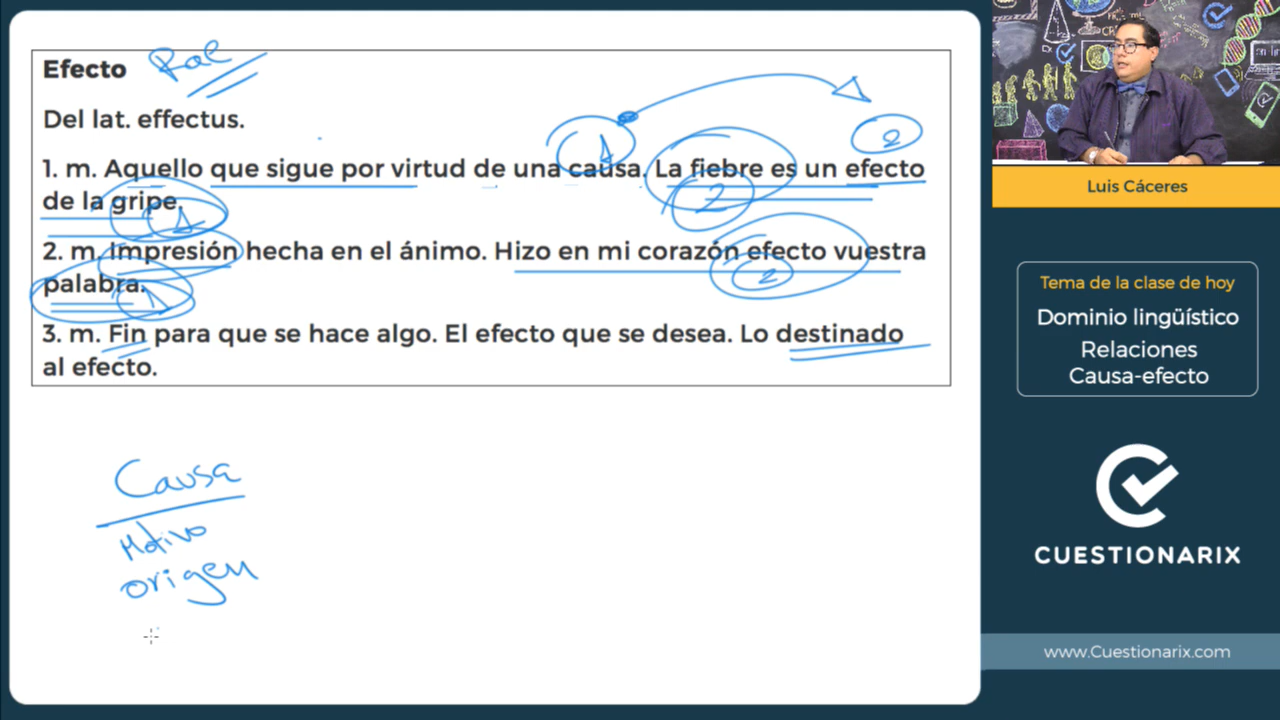 Efecto Rae
Del lat. effectus.
1 2
1. m. Aquello que sigue por virtud de una causa. La fiebre es un efecto
de la gripe.
2
1
2. m. Impresión hecha en el ánimo. Hizo en mi corazón efecto vuestra
palabra.
2
1
3. m. Fin para que se hace algo. El efecto que se desea. Lo destinado
al efecto.
Causa
Motivo
origen
Luis Cáceres
Tema de la clase de hoy
Dominio lingüístico
Relaciones
Causa-efecto
CUESTIONARIX
www.Cuestionarix.com